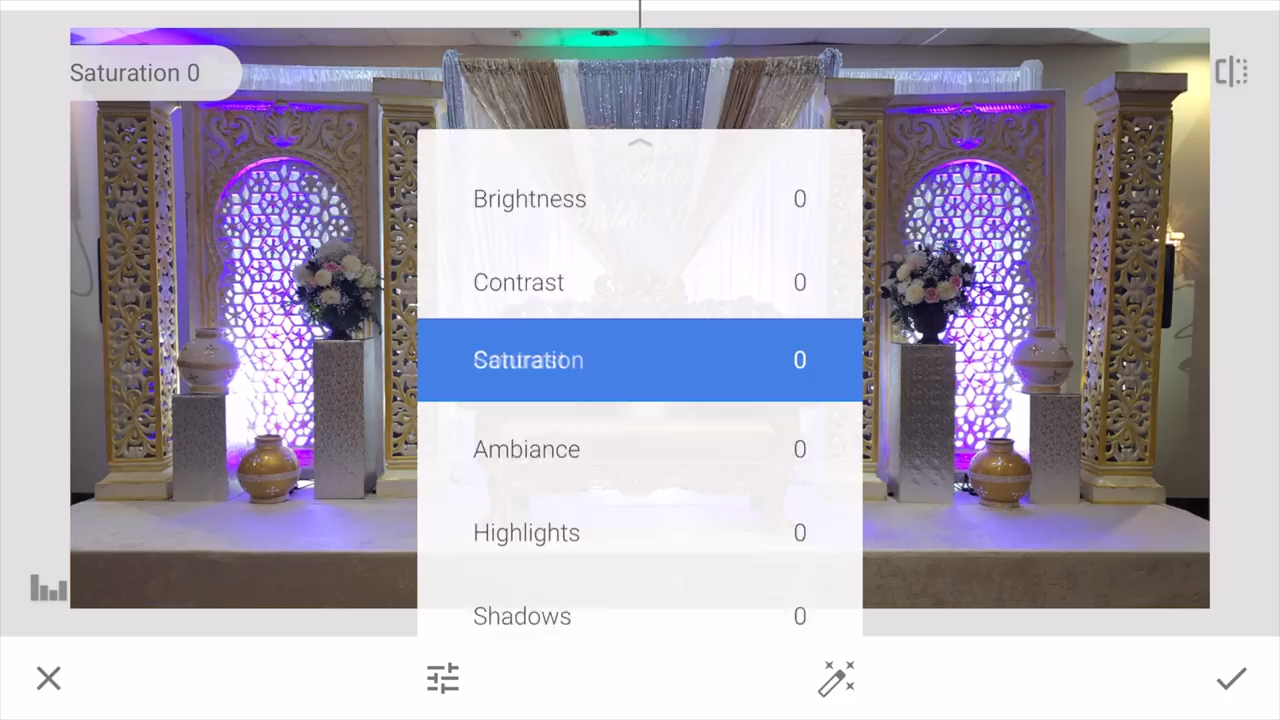 Saturation 0
Brightness 0
Contrast 0
Saturation 0
Ambiance 0
Highlights 0
Shadows 0